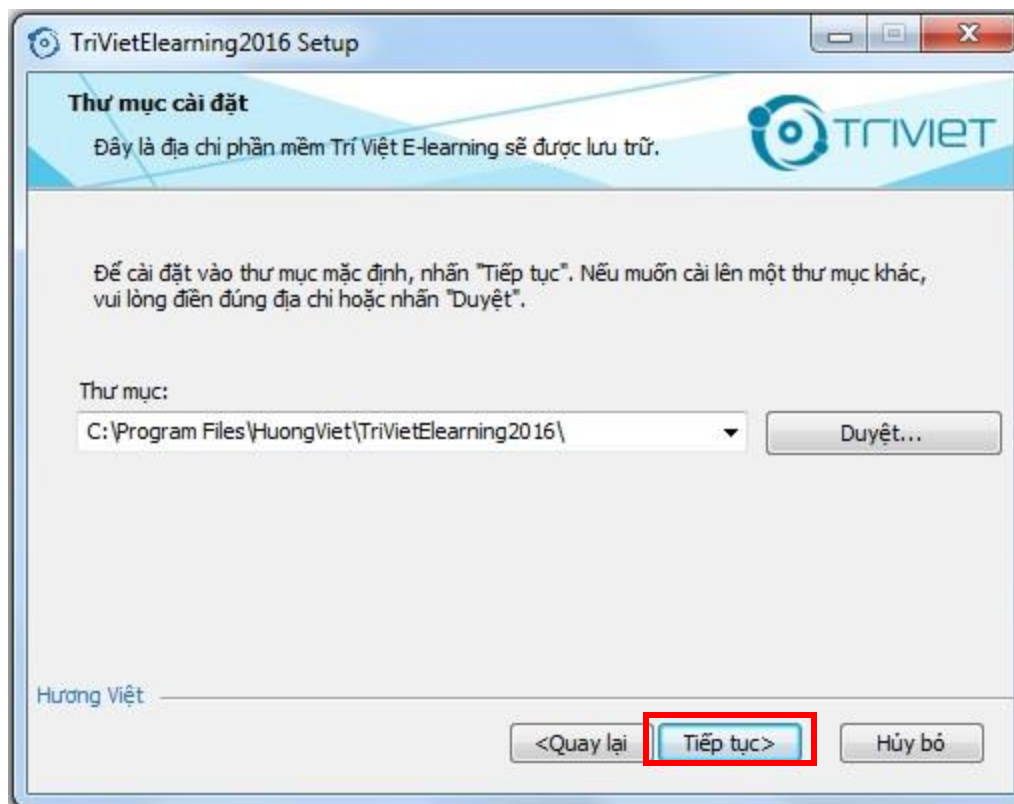 TriVietElearning2016 Setup
Thư mục cài đặt
Đây là địa chỉ phần mềm Trí Việt E-learning sẽ được lưu trữ.
TRIVIET
Để cài đặt vào thư mục mặc định, nhấn "Tiếp tục". Nếu muốn cài lên một thư mục khác,
vui lòng điền đúng địa chỉ hoặc nhấn "Duyệt".
Thư mục:
C:\Program Files\HuongViet\TriVietElearning2016\
Duyệt...
Hương Việt
<Quay lại
Tiếp tục>
Hủy bỏ